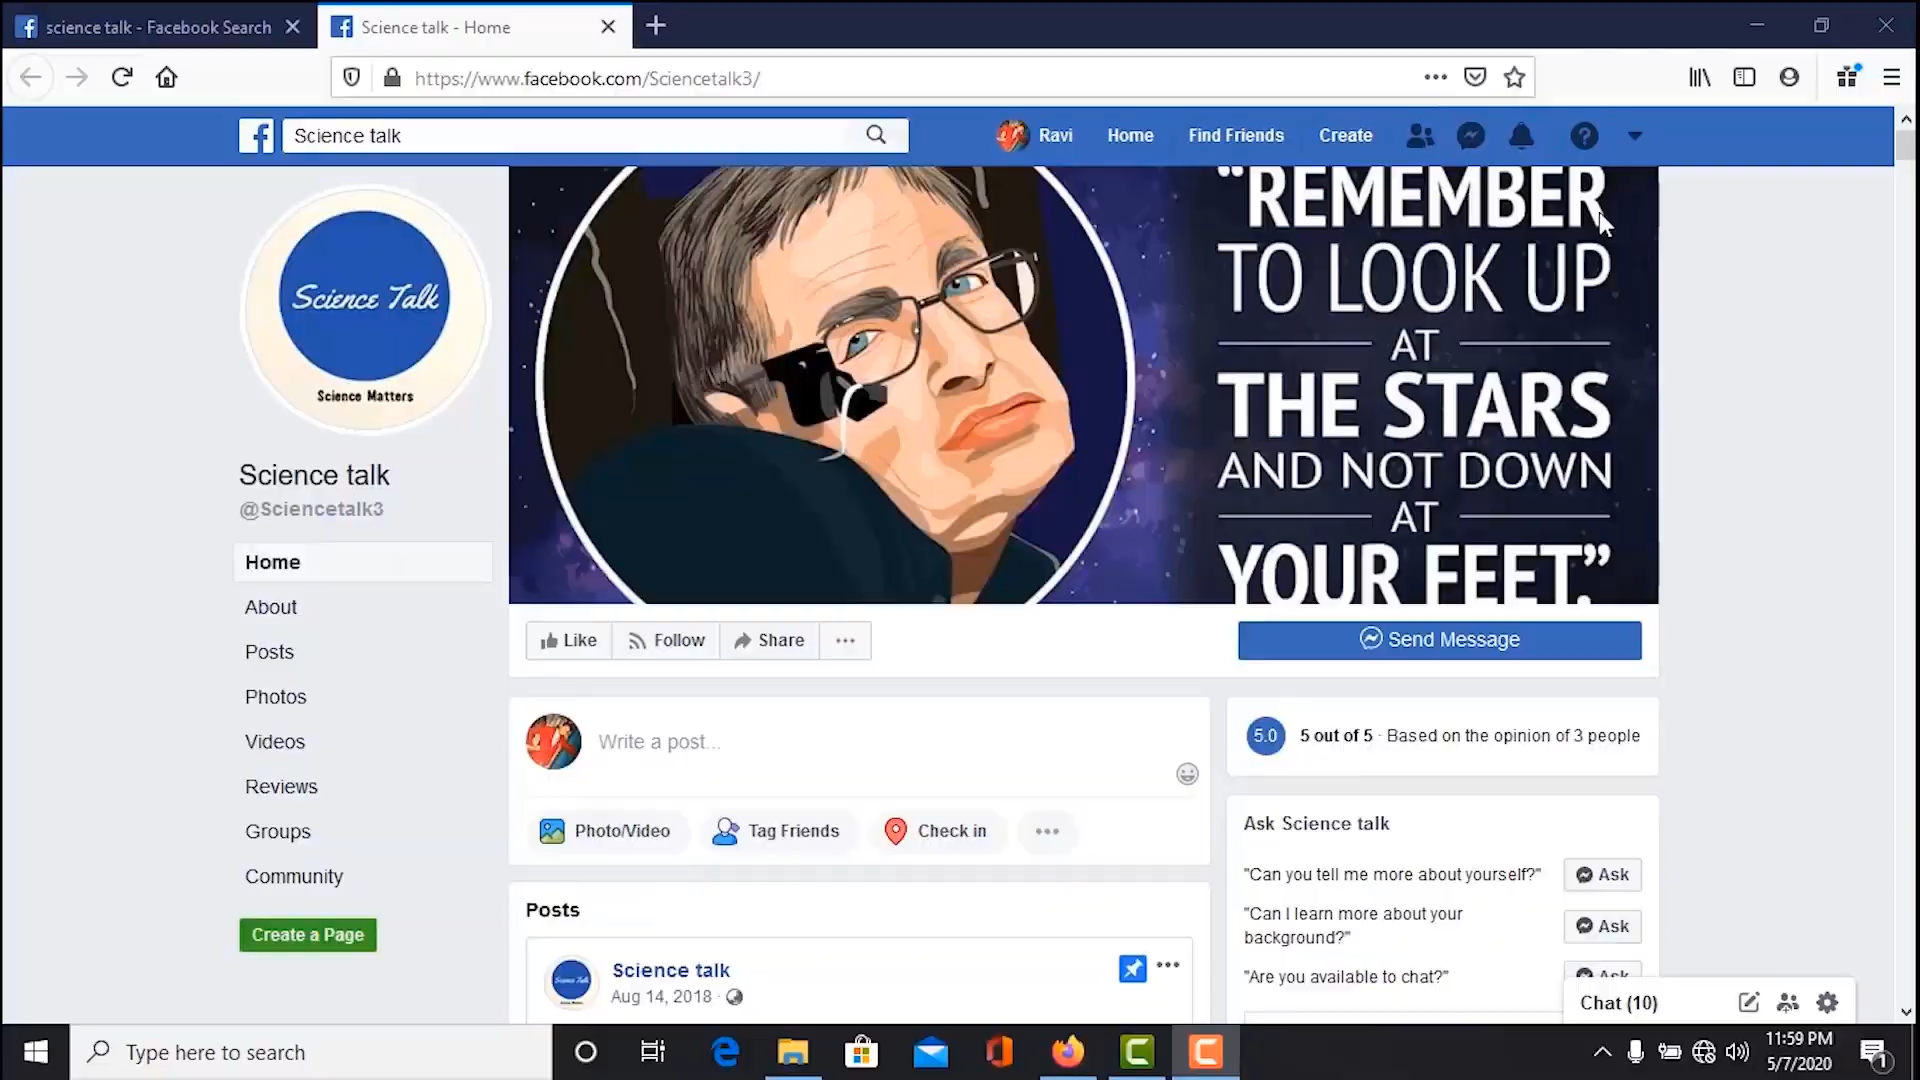 science talk - Facebook Search
Science talk - Home
https://www.facebook.com/Sciencetalk3/
Science talk
Ravi
Home
Find Friends
Create
Science Talk
Science Matters
Science talk
@Sciencetalk3
Home
About
Posts
Photos
Videos
Reviews
Groups
Community
Create a Page
“REMEMBER
TO LOOK UP
AT
THE STARS
AND NOT DOWN
AT
YOUR FEET.”
Like
Follow
Share
Send Message
Write a post...
Photo/Video
Tag Friends
Check in
Posts
Science talk
Aug 14, 2018 ·
5.0
5 out of 5 · Based on the opinion of 3 people
Ask Science talk
"Can you tell me more about yourself?"
Ask
"Can I learn more about your
background?"
Ask
"Are you available to chat?"
Ask
Chat (10)
Type here to search
11:59 PM
5/7/2020
1